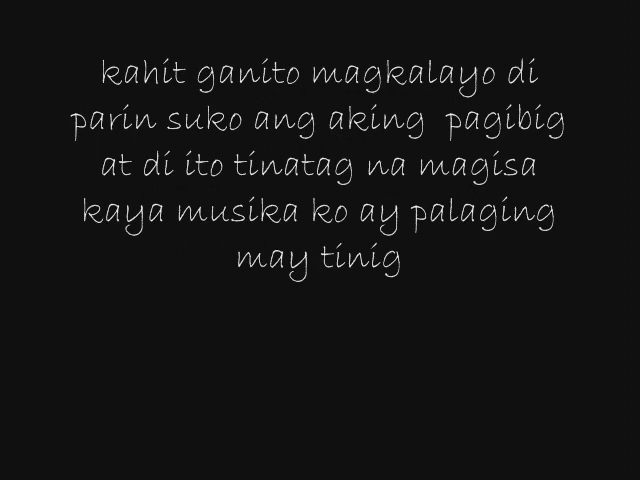 kahit ganito magkalayo di
parin suko ang aking pagibig
at di ito tinatag na magisa
kaya musika ko ay palaging
may tinig